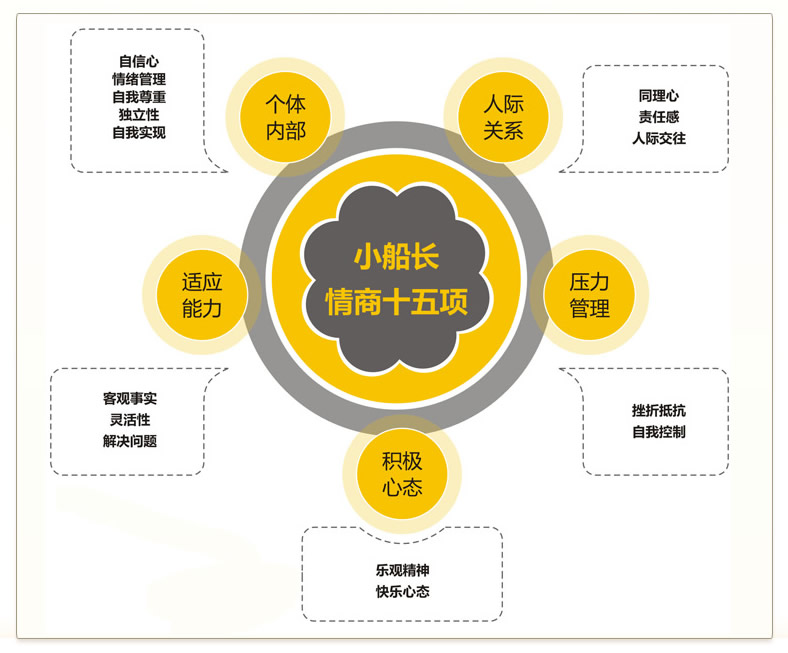 自信心
情绪管理
自我尊重
独立性
自我实现
个体
内部
人际
关系
同理心
责任感
人际交往
小船长
情商十五项
适应
能力
压力
管理
客观事实
灵活性
解决问题
挫折抵抗
自我控制
积极
心态
乐观精神
快乐心态